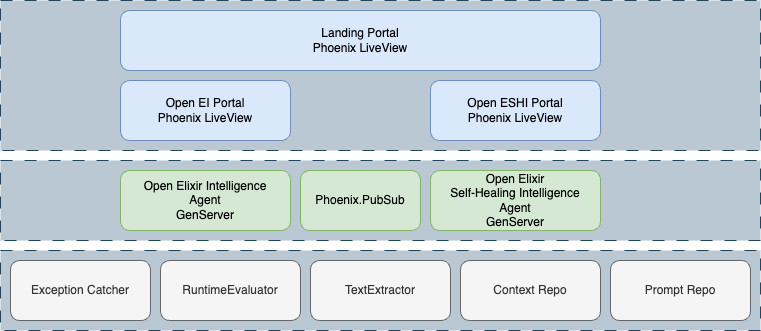 Landing Portal
Phoenix LiveView
Open EI Portal
Phoenix LiveView
Open ESHI Portal
Phoenix LiveView
Open Elixir Intelligence
Agent
GenServer
Phoenix.PubSub
Open Elixir
Self-Healing Intelligence
Agent
GenServer
Exception Catcher
RuntimeEvaluator
TextExtractor
Context Repo
Prompt Repo